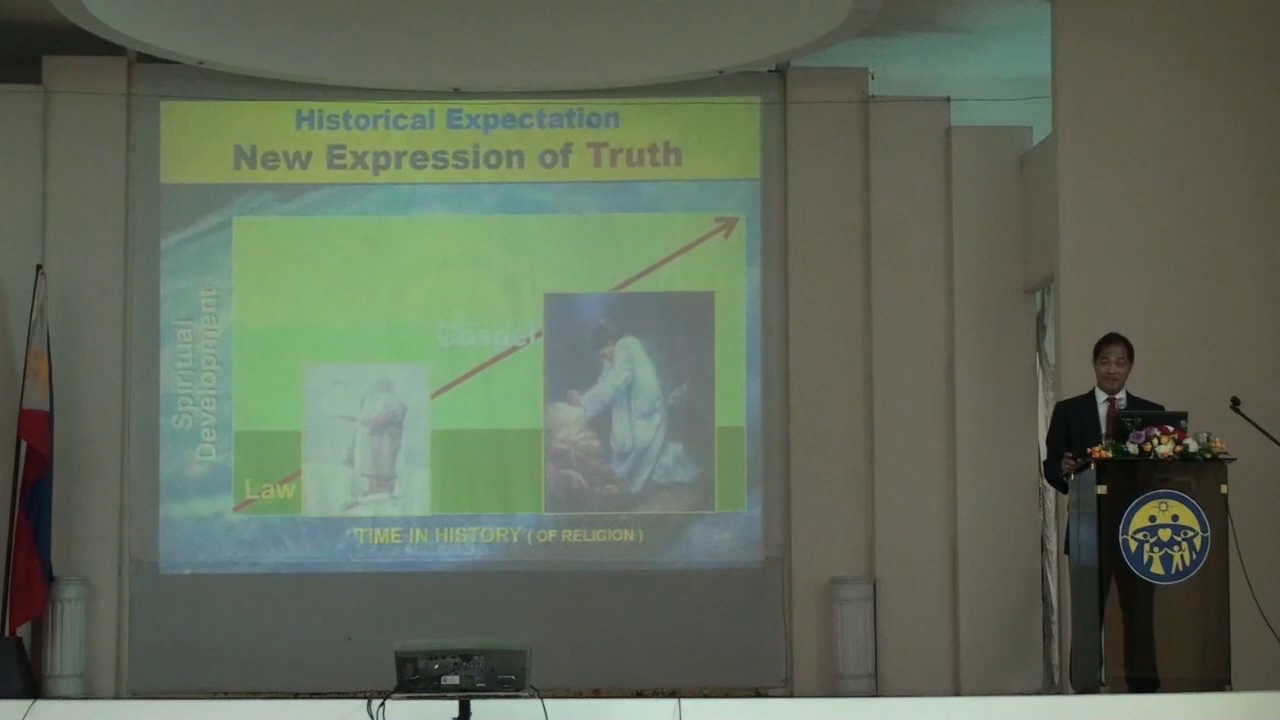 Historical Expectation
New Expression of Truth
Spiritual
Development
Gospel
Law
TIME IN HISTORY ( OF RELIGION )